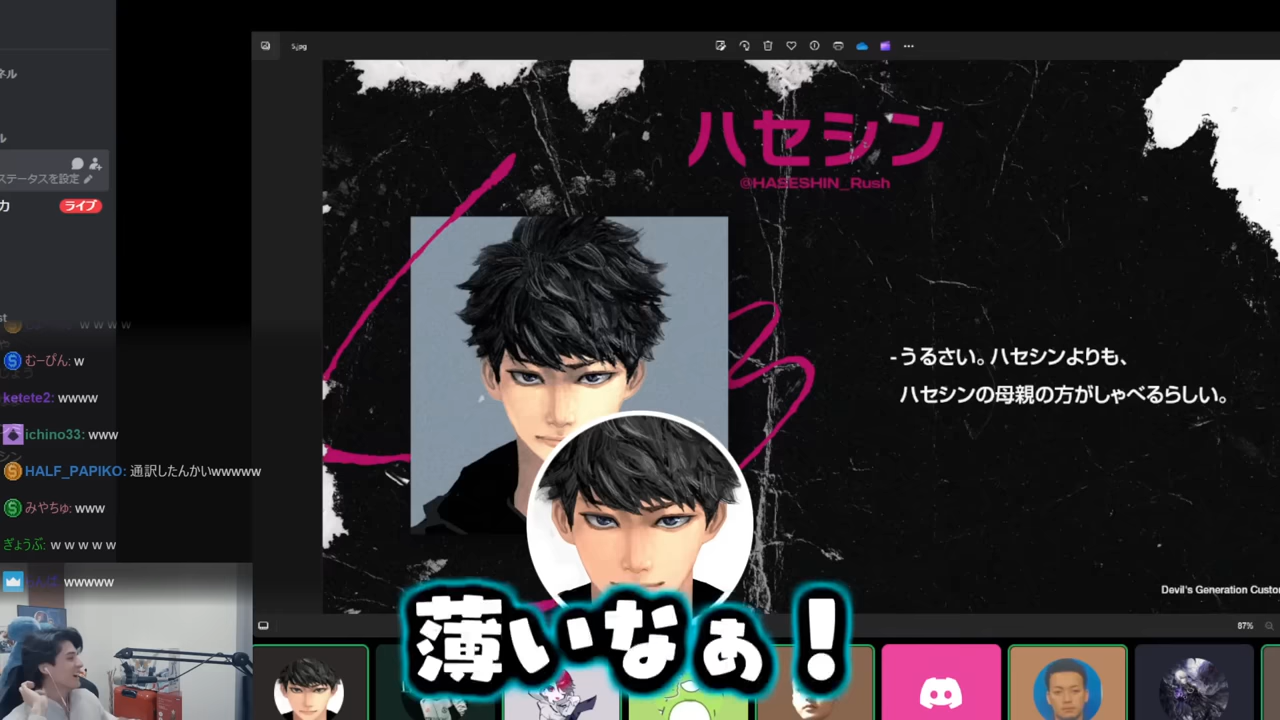 5.jpg
ネル
ル
ステータスを設定
カ
ライブ
ハセシン
@HASESHIN_Rush
-うるさい。ハセシンよりも、
ハセシンの母親の方がしゃべるらしい。
st
w w w w
むーぴん: w
ketete2: wwww
ichino33: www
HALF_PAPIKO: 通訳したんかいwwwww
みやちゅ: www
ぎょうぶ: w w w w w
wwwww
Devil's Generation Custo
87%
薄いなぁ！